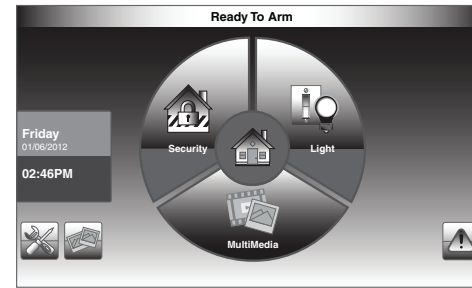 Ready To Arm
Security
Light
Friday
01/06/2012
02:46PM
MultiMedia